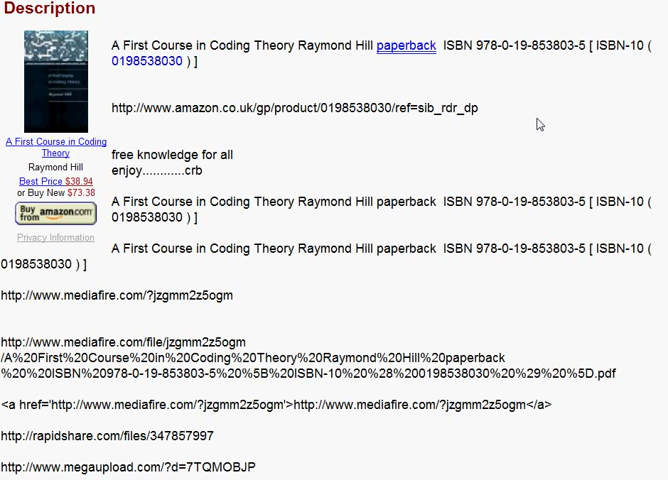 Description
A First Course in Coding Theory Raymond Hill paperback ISBN 978-0-19-853803-5 [ ISBN-10 (
0198538030 ) ]
http://www.amazon.co.uk/gp/product/0198538030/ref=sib_rdr_dp
A First Course in Coding
Theory
Raymond Hill
Best Price $38.94
or Buy New $73.38
Buy from amazon.com
Privacy Information
free knowledge for all
enjoy............crb
A First Course in Coding Theory Raymond Hill paperback ISBN 978-0-19-853803-5 [ ISBN-10 (
0198538030 ) ]
A First Course in Coding Theory Raymond Hill paperback ISBN 978-0-19-853803-5 [ ISBN-10 (
0198538030 ) ]
http://www.mediafire.com/?jzgmm2z5ogm
http://www.mediafire.com/file/jzgmm2z5ogm
/A%20First%20Course%20in%20Coding%20Theory%20Raymond%20Hill%20paperback
%20%20ISBN%20978-0-19-853803-5%20%5B%20ISBN-10%20%28%200198538030%20%29%20%5D.pdf
<a href='http://www.mediafire.com/?jzgmm2z5ogm'>http://www.mediafire.com/?jzgmm2z5ogm</a>
http://rapidshare.com/files/347857997
http://www.megaupload.com/?d=7TQMOBJP